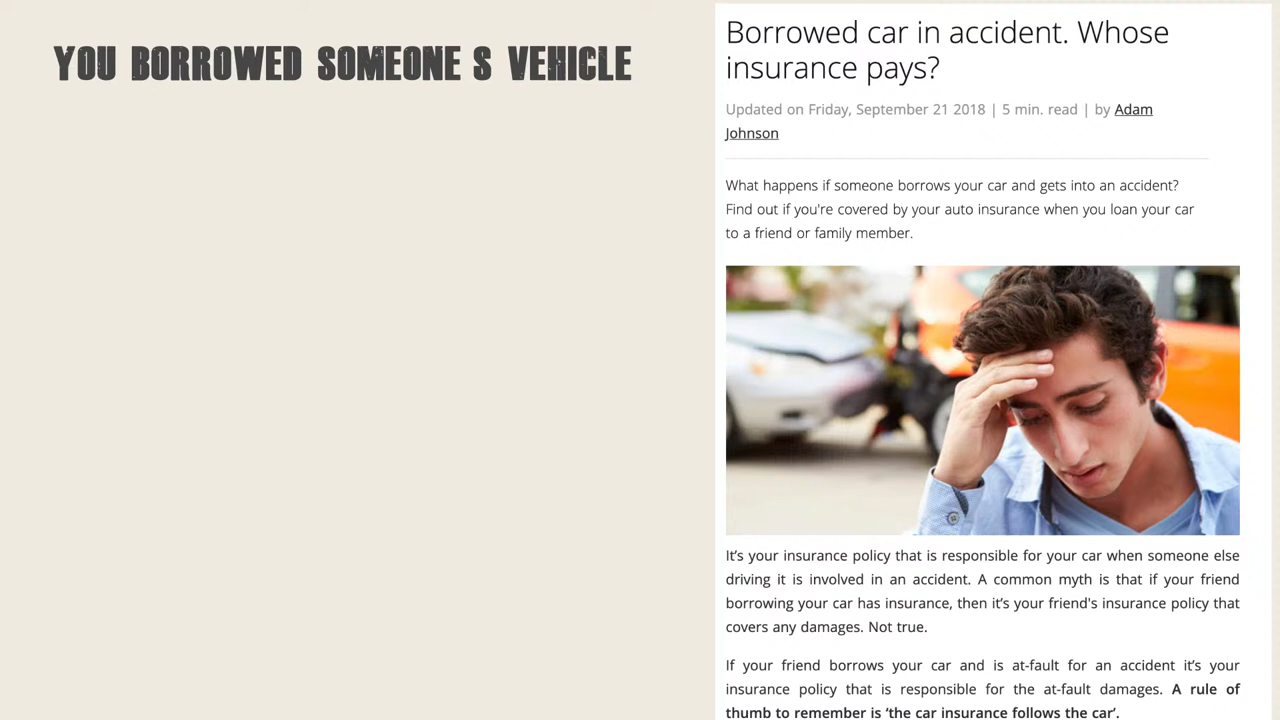 YOU BORROWED SOMEONE S VEHICLE
Borrowed car in accident. Whose
insurance pays?
Updated on Friday, September 21 2018 | 5 min. read | by Adam
Johnson
What happens if someone borrows your car and gets into an accident?
Find out if you're covered by your auto insurance when you loan your car
to a friend or family member.
It’s your insurance policy that is responsible for your car when someone else
driving it is involved in an accident. A common myth is that if your friend
borrowing your car has insurance, then it’s your friend's insurance policy that
covers any damages. Not true.
If your friend borrows your car and is at-fault for an accident it’s your
insurance policy that is responsible for the at-fault damages. A rule of
thumb to remember is ‘the car insurance follows the car’.